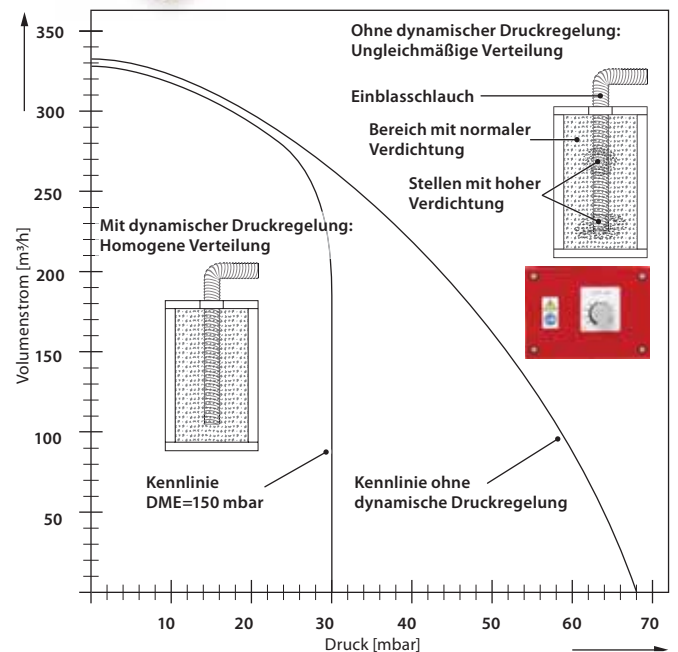 Ohne dynamischer Druckregelung:
Ungleichmäßige Verteilung
Einblasschlauch
Bereich mit normaler
Verdichtung
Stellen mit hoher
Verdichtung
Mit dynamischer Druckregelung:
Homogene Verteilung
Kennlinie
DME=150 mbar
Kennlinie ohne
dynamische Druckregelung
Volumenstrom [m³/h]
350
300
250
200
150
100
50
10 20 30 40 50 60 70
Druck [mbar]